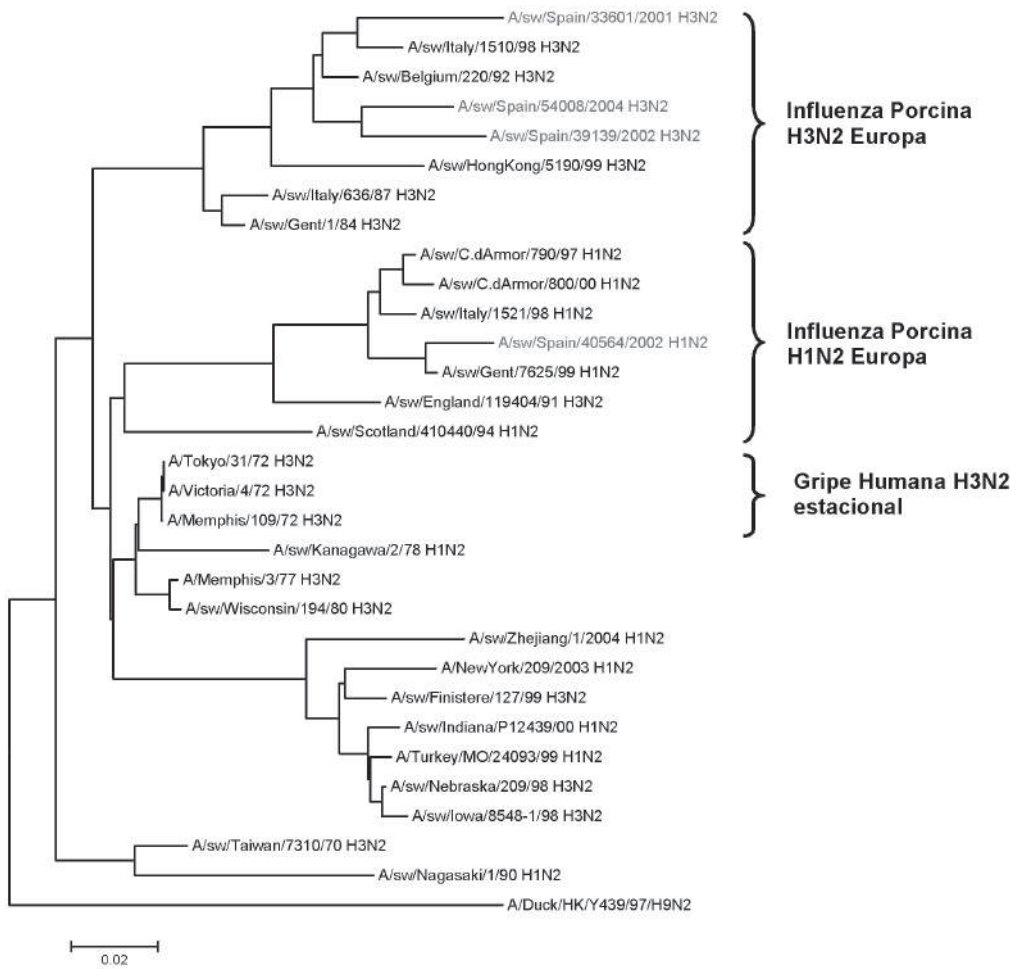 A/sw/Spain/33601/2001 H3N2
A/sw/Italy/1510/98 H3N2
A/sw/Belgium/220/92 H3N2
A/sw/Spain/54008/2004 H3N2
A/sw/Spain/39139/2002 H3N2
A/sw/HongKong/5190/99 H3N2
A/sw/Italy/636/87 H3N2
A/sw/Gent/1/84 H3N2
Influenza Porcina
H3N2 Europa
A/sw/C.dArmor/790/97 H1N2
A/sw/C.dArmor/800/00 H1N2
A/sw/Italy/1521/98 H1N2
A/sw/Spain/40564/2002 H1N2
A/sw/Gent/7625/99 H1N2
A/sw/England/119404/91 H3N2
A/sw/Scotland/410440/94 H1N2
Influenza Porcina
H1N2 Europa
A/Tokyo/31/72 H3N2
A/Victoria/4/72 H3N2
A/Memphis/109/72 H3N2
Gripe Humana H3N2
estacional
A/sw/Kanagawa/2/78 H1N2
A/Memphis/3/77 H3N2
A/sw/Wisconsin/194/80 H3N2
A/sw/Zhejiang/1/2004 H1N2
A/NewYork/209/2003 H1N2
A/sw/Finistere/127/99 H3N2
A/sw/Indiana/P12439/00 H1N2
A/Turkey/MO/24093/99 H1N2
A/sw/Nebraska/209/98 H3N2
A/sw/Iowa/8548-1/98 H3N2
A/sw/Taiwan/7310/70 H3N2
A/sw/Nagasaki/1/90 H1N2
A/Duck/HK/Y439/97/H9N2
0.02